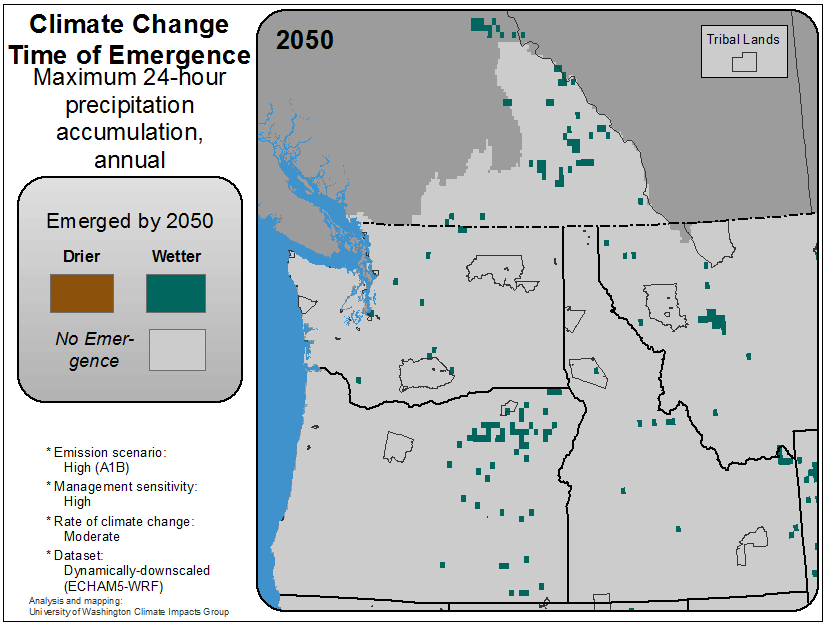 Climate Change
Time of Emergence
Maximum 24-hour
precipitation
accumulation,
annual
Emerged by 2050
Drier Wetter
No Emer-
gence
* Emission scenario:
High (A1B)
* Management sensitivity:
High
* Rate of climate change:
Moderate
* Dataset:
Dynamically-downscaled
(ECHAM5-WRF)
Analysis and mapping:
University of Washington Climate Impacts Group
2050
Tribal Lands